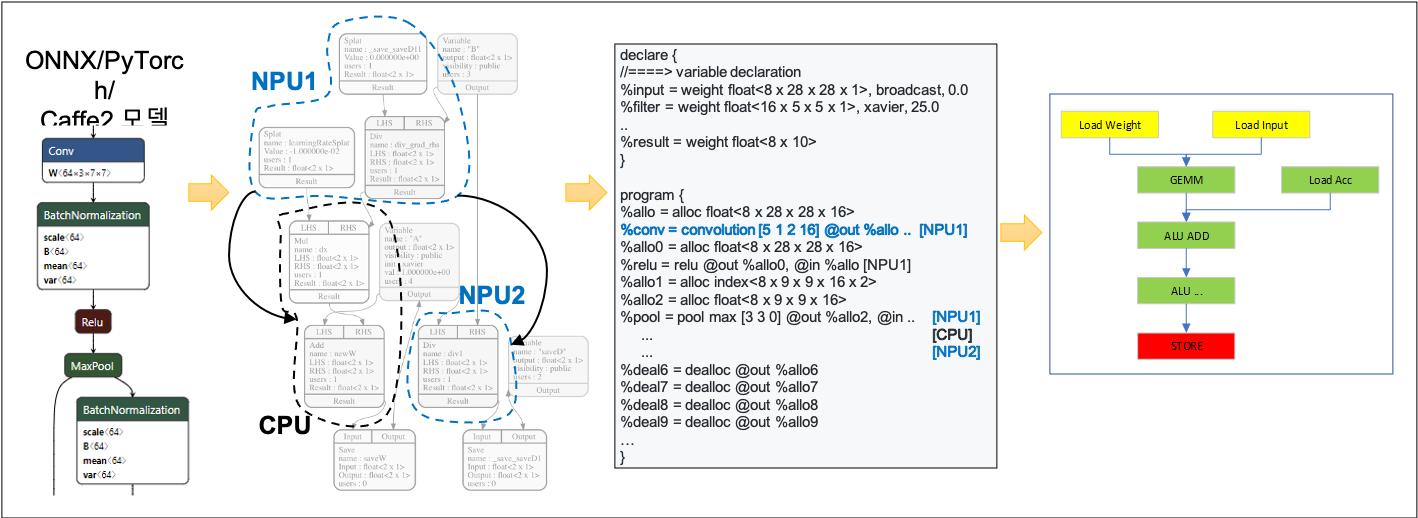 ONNX/PyTorc
h/
Caffe2 모델
Conv
W⟨64×3×7×7⟩
BatchNormalization
scale⟨64⟩
B⟨64⟩
mean⟨64⟩
var⟨64⟩
Relu
MaxPool
BatchNormalization
scale⟨64⟩
B⟨64⟩
mean⟨64⟩
var⟨64⟩
NPU1
Splat
name : _save_saveD11
Value : 0.000000e+00
users : 1
Result : float<2 x 1>
Result
Variable
name : "B"
output : float<2 x 1>
visibility : public
users : 3
Output
Splat
name : learningRateSplat
Value : -1.000000e-02
users : 1
Result : float<2 x 1>
Result
LHS RHS
Div
name : div_grad_rhs
LHS : float<2 x 1>
RHS : float<2 x 1>
users : 1
Result : float<2 x 1>
Result
LHS RHS
Mul
name : dx
LHS : float<2 x 1>
RHS : float<2 x 1>
users : 1
Result : float<2 x 1>
Result
Variable
name : "A"
output : float<2 x 1>
visibility : public
init : xavier
val : 1.000000e+00
users : 4
Output
NPU2
LHS RHS
Add
name : newW
LHS : float<2 x 1>
RHS : float<2 x 1>
users : 1
Result : float<2 x 1>
Result
LHS RHS
Div
name : div1
LHS : float<2 x 1>
RHS : float<2 x 1>
users : 1
Result : float<2 x 1>
Result
Variable
name : "saveD"
output : float<2 x 1>
visibility : public
users : 2
Output
CPU
Input Output
Save
name : saveW
Input : float<2 x 1>
Output : float<2 x 1>
users : 0
Input Output
Save
name : _save_saveD1
Input : float<2 x 1>
Output : float<2 x 1>
users : 0
declare {
//====> variable declaration
%input = weight float<8 x 28 x 28 x 1>, broadcast, 0.0
%filter = weight float<16 x 5 x 5 x 1>, xavier, 25.0
..
%result = weight float<8 x 10>
}
program {
%allo = alloc float<8 x 28 x 28 x 16>
%conv = convolution [5 1 2 16] @out %allo .. [NPU1]
%allo0 = alloc float<8 x 28 x 28 x 16>
%relu = relu @out %allo0, @in %allo [NPU1]
%allo1 = alloc index<8 x 9 x 9 x 16 x 2>
%allo2 = alloc float<8 x 9 x 9 x 16>
%pool = pool max [3 3 0] @out %allo2, @in .. [NPU1]
... [CPU]
... [NPU2]
%deal6 = dealloc @out %allo6
%deal7 = dealloc @out %allo7
%deal8 = dealloc @out %allo8
%deal9 = dealloc @out %allo9
…
}
Load Weight
Load Input
GEMM
Load Acc
ALU ADD
ALU ...
STORE